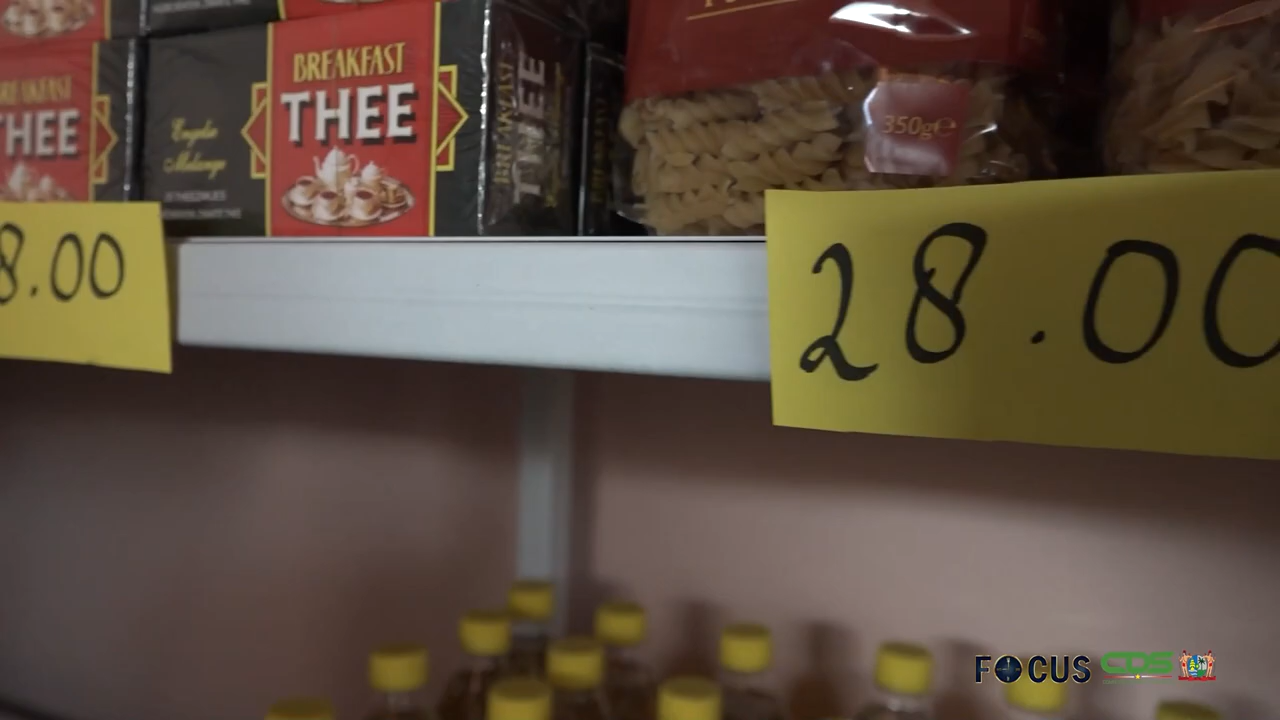 BREAKFAST
THEE
Engelse
Melange
BREAKFAST
THEE
THEE
350g℮
8.00
28.00
FOCUS CDS